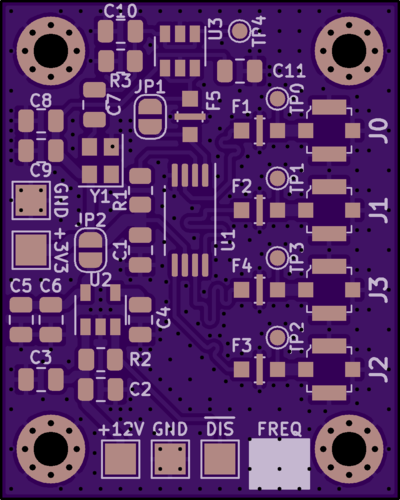 C10
U3
TP4
R3
JP1
C11
C7
F5
C8
F1
TP0
J0
C9
GND
Y1
R1
F2
TP1
J1
JP2
+3V3
C1
U1
TP3
F4
J3
U2
C5 C6
C4
F3
TP2
J2
C3
R2
C2
+12V GND DIS FREQ